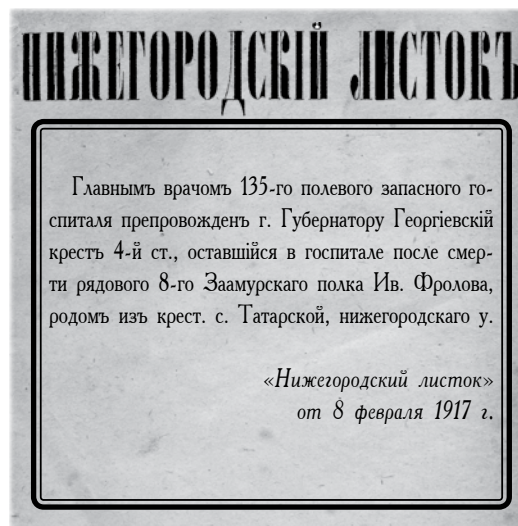 НИЖЕГОРОДСКІЙ ЛИСТОКЪ
Главнымъ врачомъ 135-го полевого запасного го-
спиталя препровожденъ г. Губернатору Георгіевскій
крестъ 4-й ст., оставшійся в госпитале после смер-
ти рядового 8-го Заамурскаго полка Ив. Фролова,
родомъ изъ крест. с. Татарской, нижегородскаго у.
«Нижегородский листок»
от 8 февраля 1917 г.